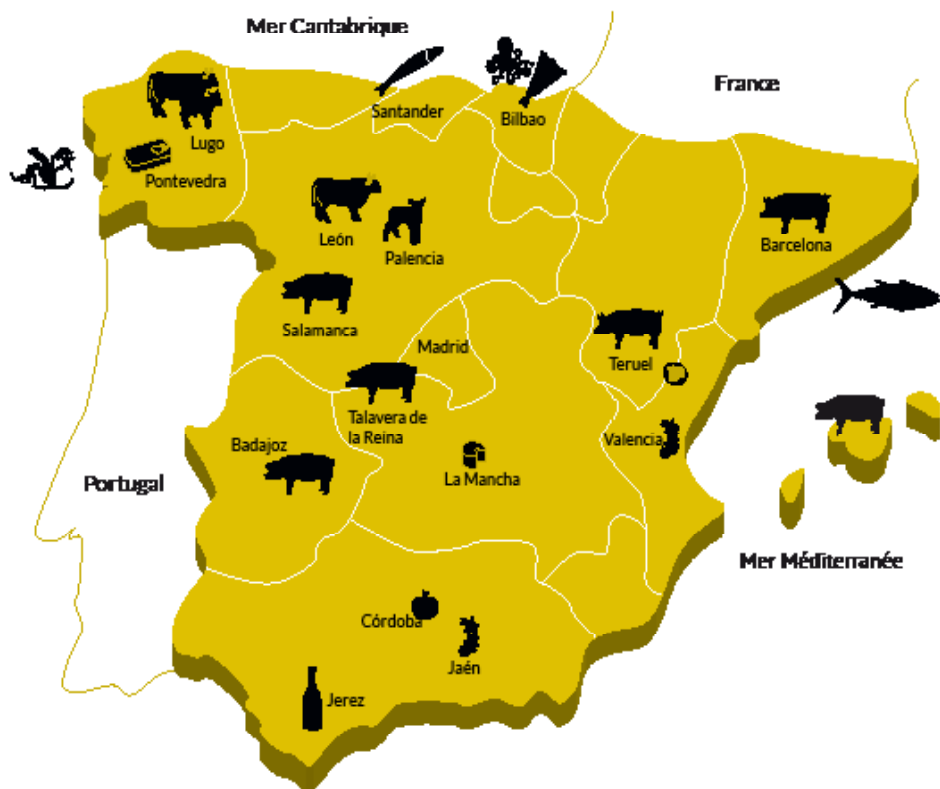 Mer Cantabrique
France
Santander
Bilbao
Lugo
Pontevedra
León
Palencia
Barcelona
Salamanca
Madrid
Teruel
Talavera de
la Reina
Badajoz
Valencia
La Mancha
Portugal
Mer Méditerranée
Córdoba
Jaén
Jerez